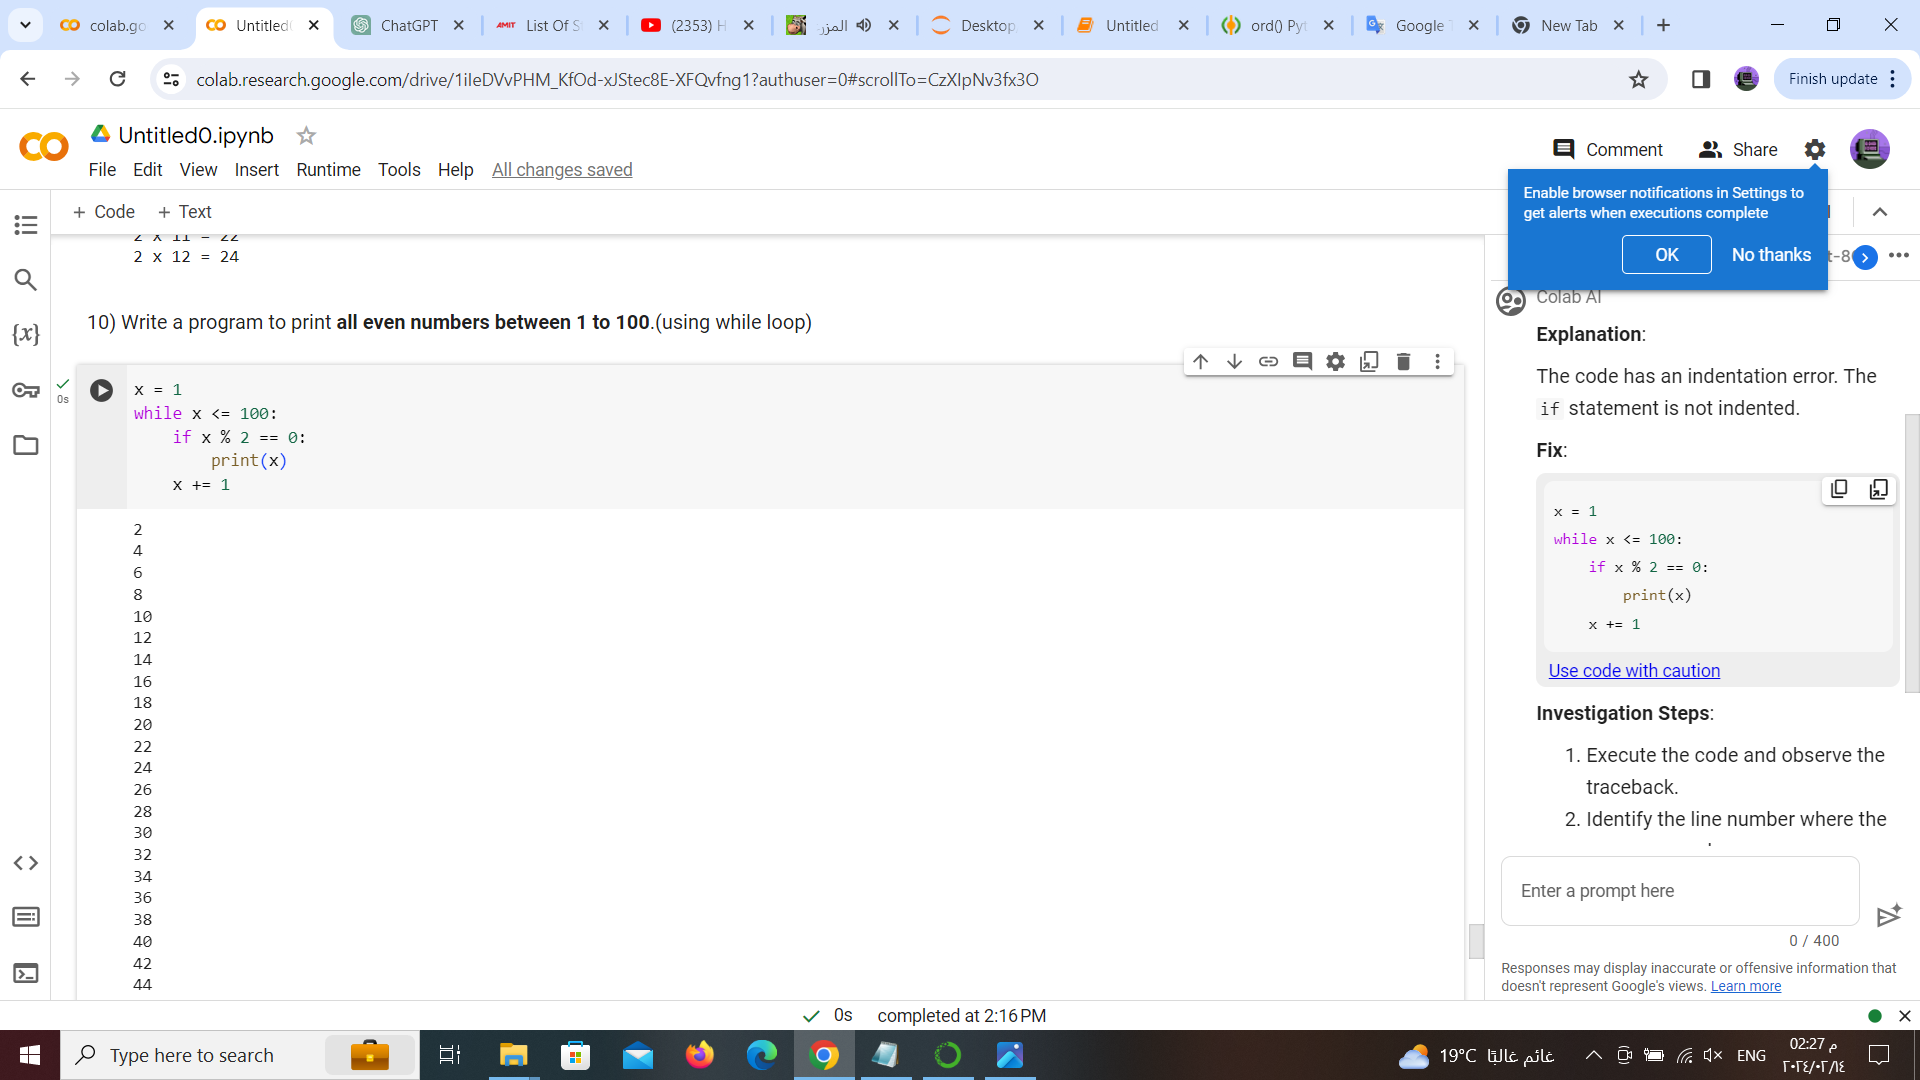 colab.go
Untitled
ChatGPT
List Of S
(2353) H
المزر
Desktop
Untitled
ord() Pyt
Google T
New Tab
colab.research.google.com/drive/1iIeDVvPHM_KfOd-xJStec8E-XFQvfng1?authuser=0#scrollTo=CzXIpNv3fx3O
Finish update
Untitled0.ipynb
Comment
Share
File Edit View Insert Runtime Tools Help All changes saved
Enable browser notifications in Settings to
get alerts when executions complete
OK
No thanks
+ Code + Text
2 x 11 = 22
2 x 12 = 24
10) Write a program to print all even numbers between 1 to 100.(using while loop)
0s
x = 1
while x <= 100:
if x % 2 == 0:
print(x)
x += 1
2
4
6
8
10
12
14
16
18
20
22
24
26
28
30
32
34
36
38
40
42
44
t-8
Colab AI
Explanation:
The code has an indentation error. The
if statement is not indented.
Fix:
x = 1
while x <= 100:
if x % 2 == 0:
print(x)
x += 1
Use code with caution
Investigation Steps:
1. Execute the code and observe the
traceback.
2. Identify the line number where the
Enter a prompt here
0 / 400
Responses may display inaccurate or offensive information that
doesn't represent Google's views. Learn more
0s completed at 2:16 PM
Type here to search
19°C غائم غالبًا
ENG
02:27 م
٢٠٢٤/٠٢/١٤